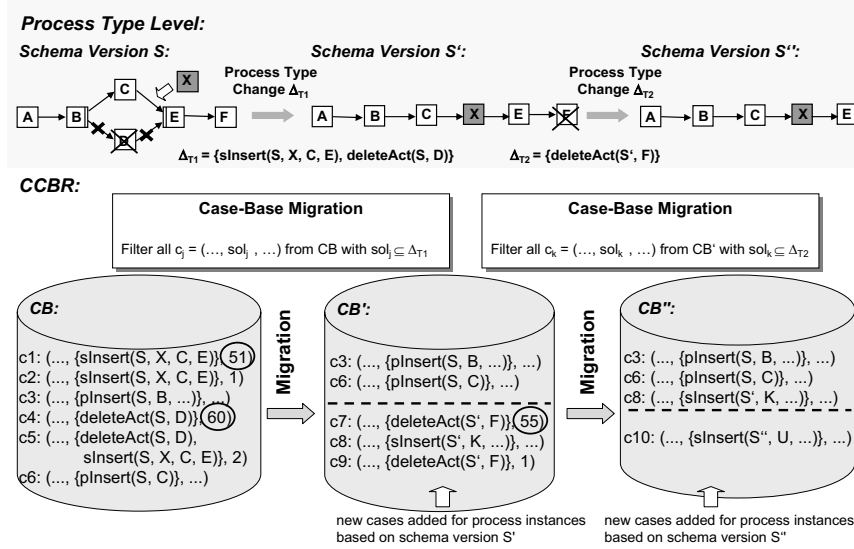 Process Type Level:
Schema Version S:
Schema Version S‘:
Schema Version S‘':
X
Process Type
Change ΔT1
Process Type
Change ΔT2
C
A B E F
D
A B C X E F
A B C X E
ΔT1 = {sInsert(S, X, C, E), deleteAct(S, D)}
ΔT2 = {deleteAct(S‘, F)}
CCBR:
Case-Base Migration
Filter all cj = (…, solj , …) from CB with solj ⊆ ΔT1
Case-Base Migration
Filter all ck = (…, solk , …) from CB‘ with solk ⊆ ΔT2
CB:
c1: (..., {sInsert(S, X, C, E)}, 51)
c2: (..., {sInsert(S, X, C, E)}, 1)
c3: (..., {pInsert(S, B, ...)}, ...)
c4: (..., {deleteAct(S, D)}, 60)
c5: (..., {deleteAct(S, D),
sInsert(S, X, C, E)}, 2)
c6: (..., {pInsert(S, C)}, ...)
Migration
CB':
c3: (..., {pInsert(S, B, ...)}, ...)
c6: (..., {pInsert(S, C)}, ...)
c7: (..., {deleteAct(S‘, F)}, 55)
c8: (..., {sInsert(S‘, K, ...)}, ...)
c9: (..., {deleteAct(S‘, F)}, 1)
new cases added for process instances
based on schema version S'
Migration
CB'':
c3: (..., {pInsert(S, B, ...)}, ...)
c6: (..., {pInsert(S, C)}, ...)
c8: (..., {sInsert(S‘, K, ...)}, ...)
c10: (..., {sInsert(S‘‘, U, ...)}, ...)
new cases added for process instances
based on schema version S''